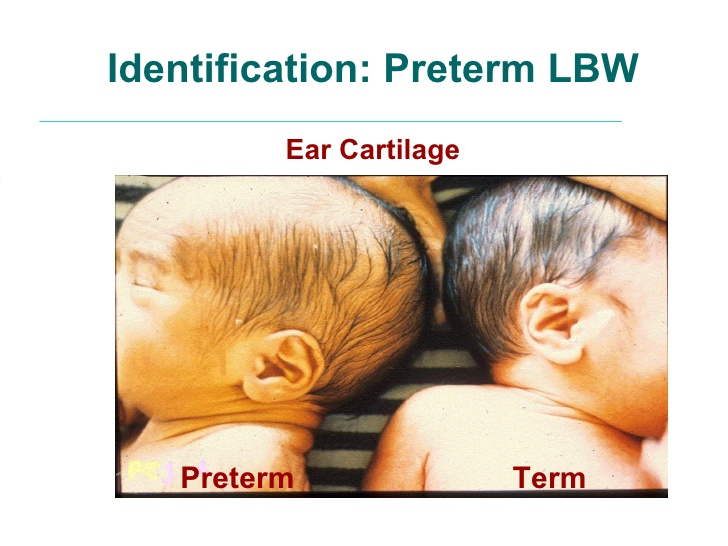 Identification: Preterm LBW
Ear Cartilage
Preterm
Term